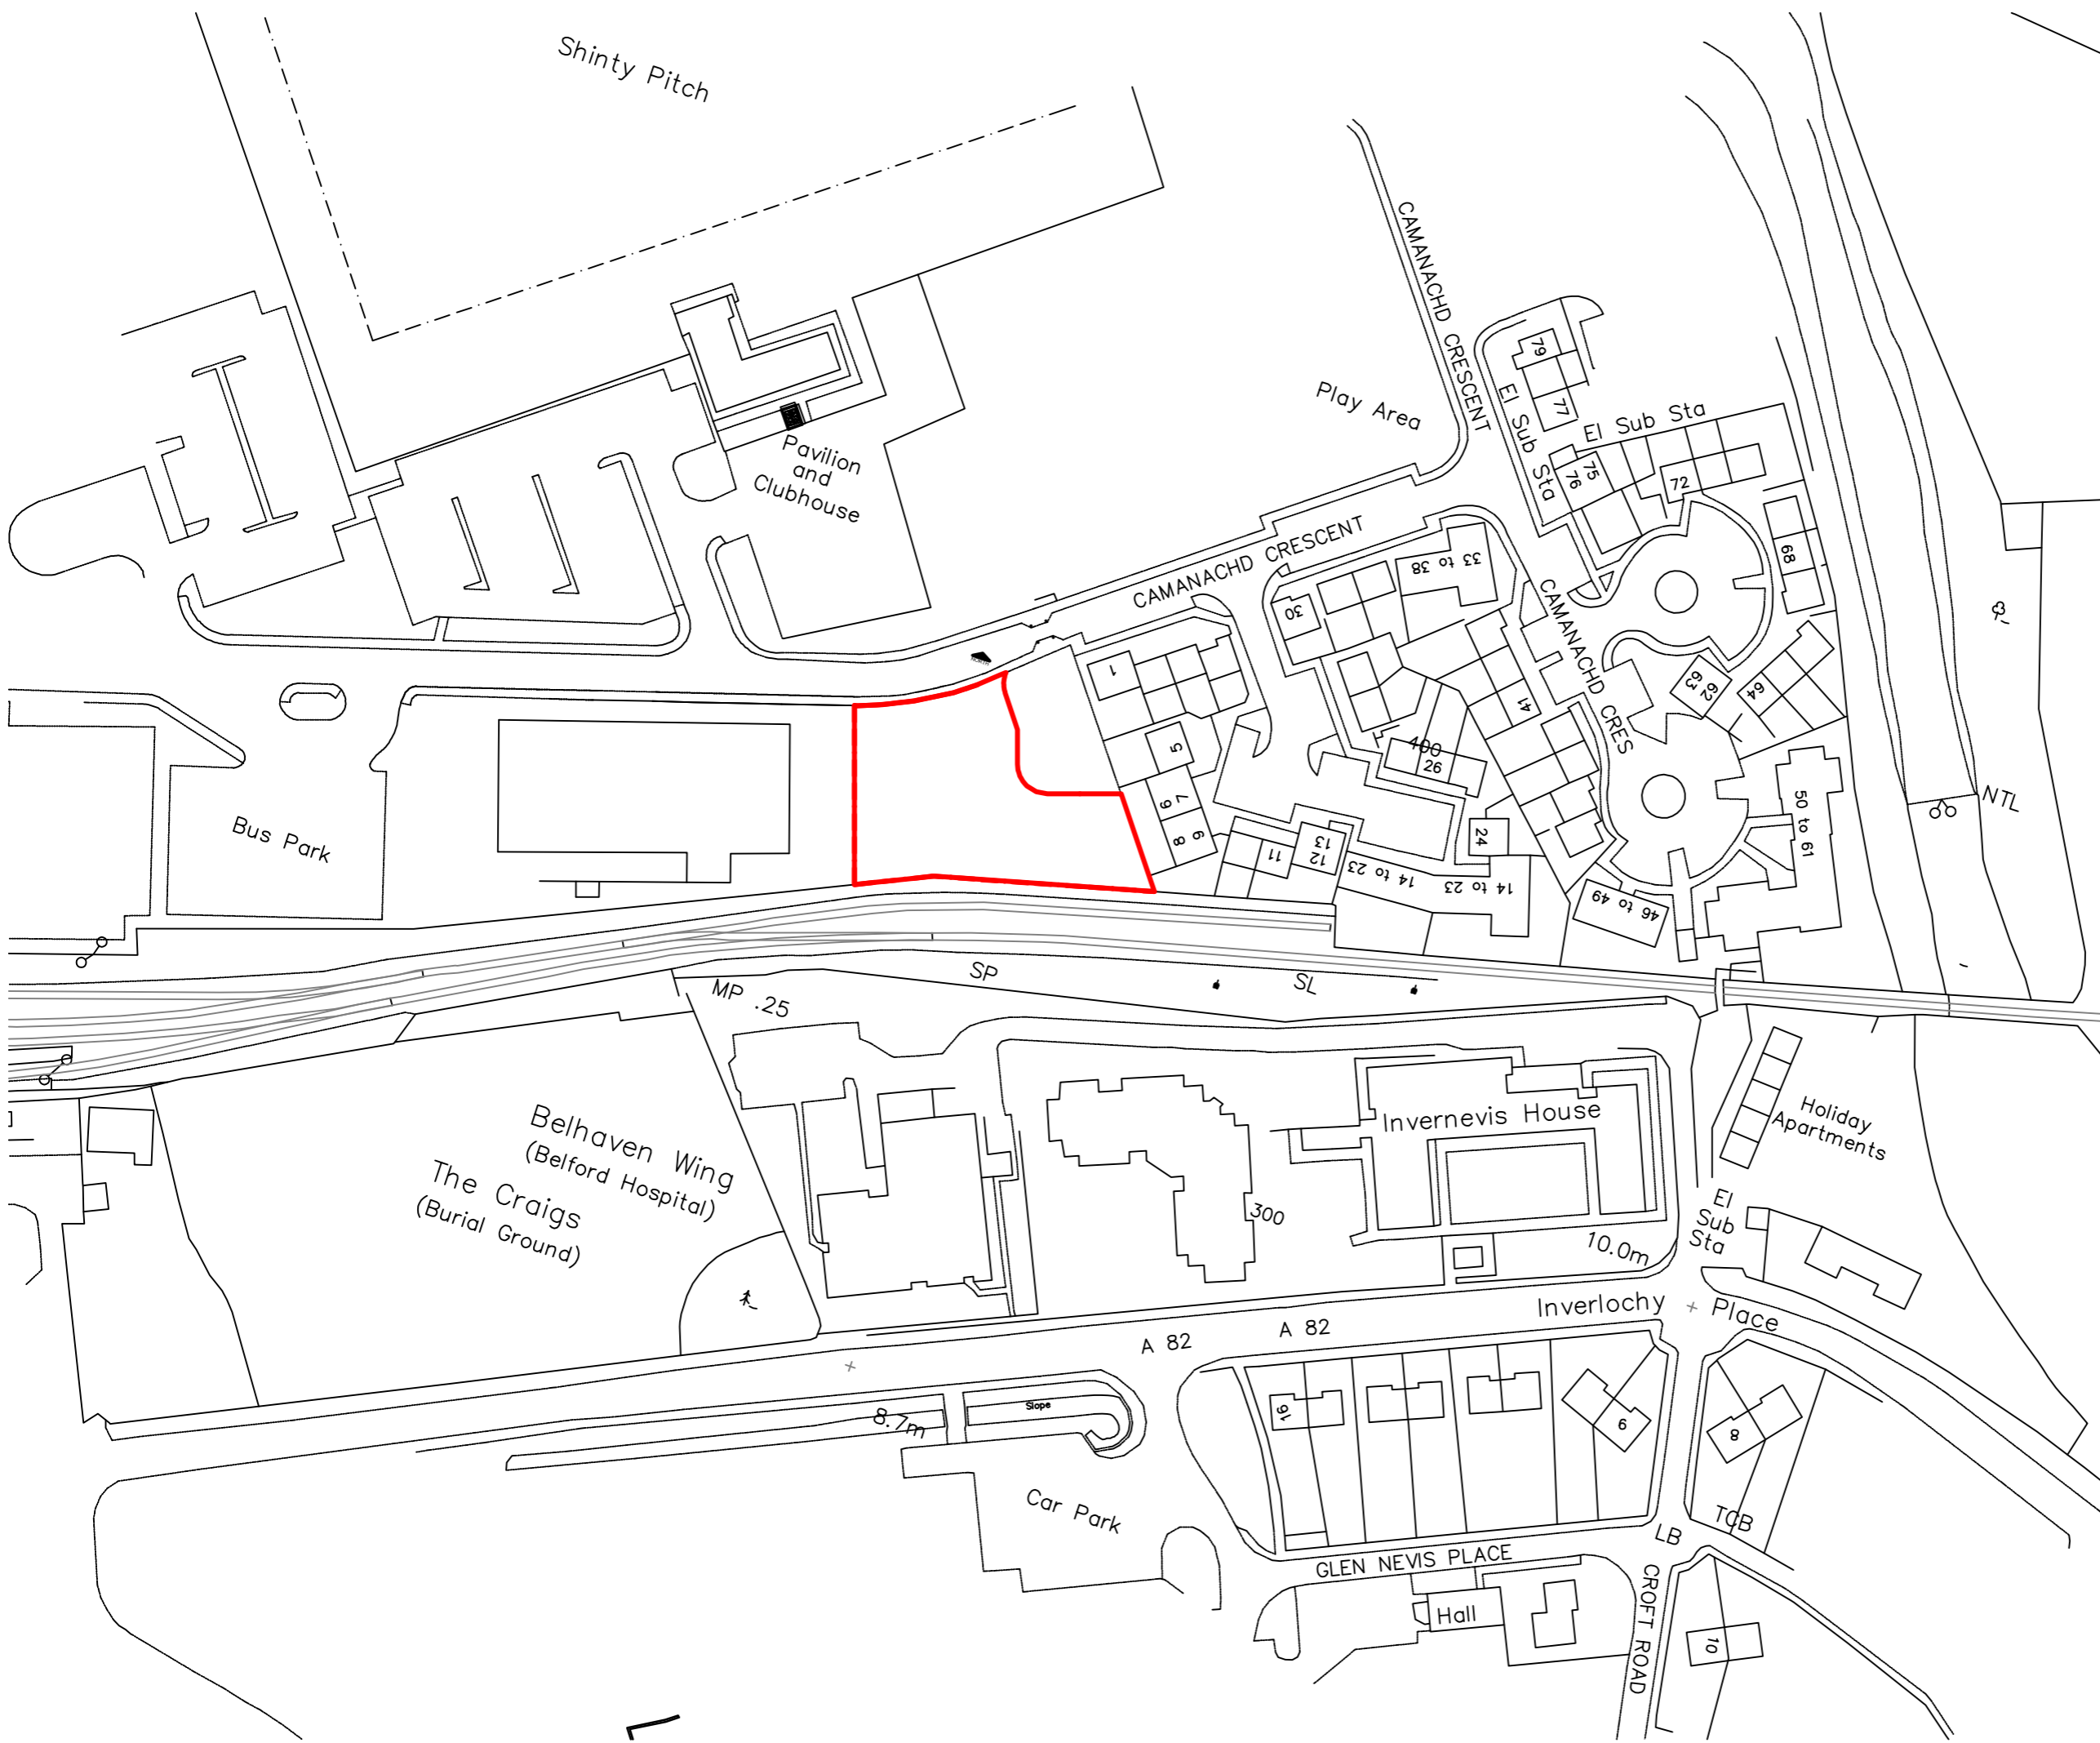 Shinty Pitch
CAMANACHD CRESCENT
Play Area
79
77
El Sub Sta
El Sub Sta
75
76
72
68
Pavilion
and
Clubhouse
CAMANACHD CRESCENT
33 to 38
30
CAMANACHD CRES
1
41
62
63
64
5
400
26
7
6
9
8
24
12
13
11
14 to 23
14 to 23
46 to 49
50 to 61
NTL
Bus Park
SP
SL
MP .25
Belhaven Wing
(Belford Hospital)
The Craigs
(Burial Ground)
Invernevis House
Holiday
Apartments
300
El
Sub
Sta
10.0m
Inverlochy Place
A 82
A 82
8.7m
Slope
16
9
8
Car Park
TCB
LB
GLEN NEVIS PLACE
Hall
CROFT ROAD
10